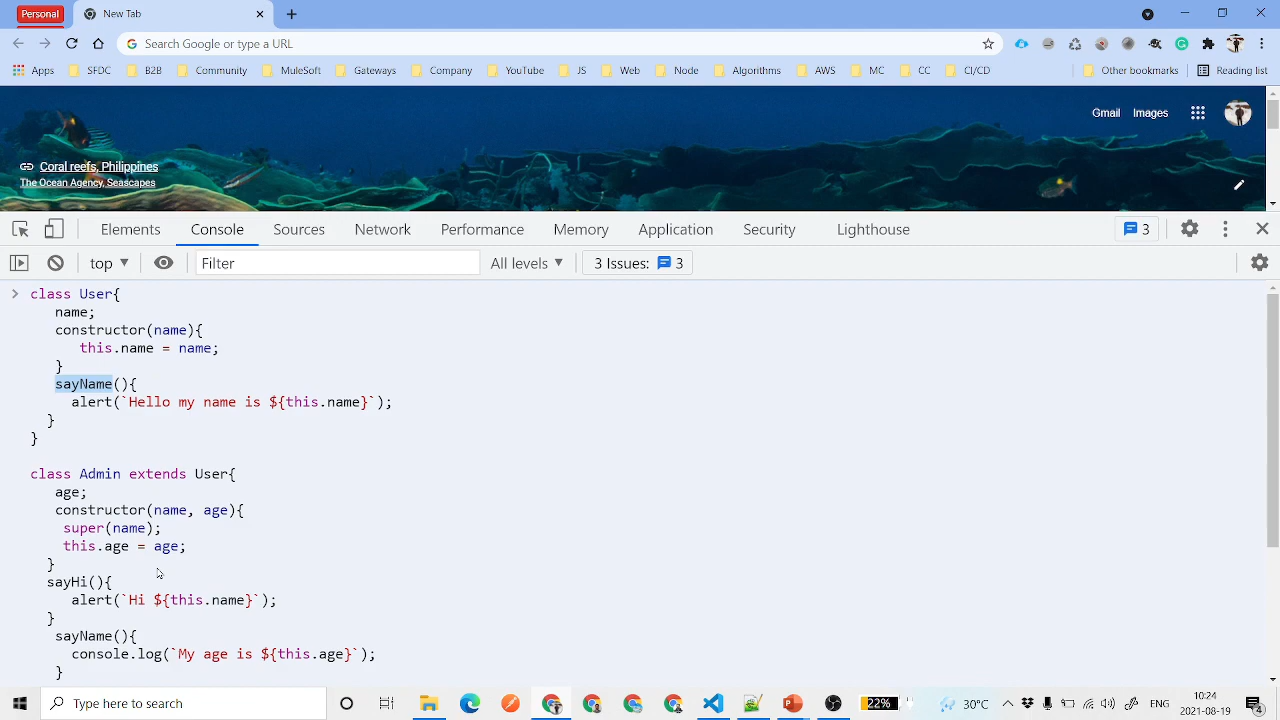 Personal
New Tab
Search Google or type a URL
Apps SFDC B2B Community MuleSoft Gateways Company YouTube JS Web Node Algorithms AWS MC CC CI/CD Other bookmarks Reading list
Gmail Images
Coral reefs, Philippines
The Ocean Agency, Seascapes
Elements Console Sources Network Performance Memory Application Security Lighthouse 3
top Filter All levels 3 Issues: 3
class User{
name;
constructor(name){
this.name = name;
}
sayName(){
alert(`Hello my name is ${this.name}`);
}
}
class Admin extends User{
age;
constructor(name, age){
super(name);
this.age = age;
}
sayHi(){
alert(`Hi ${this.name}`);
}
sayName(){
console.log(`My age is ${this.age}`);
}
Type here to search
22%
30°C
ENG
10:24
2021-08-19
4